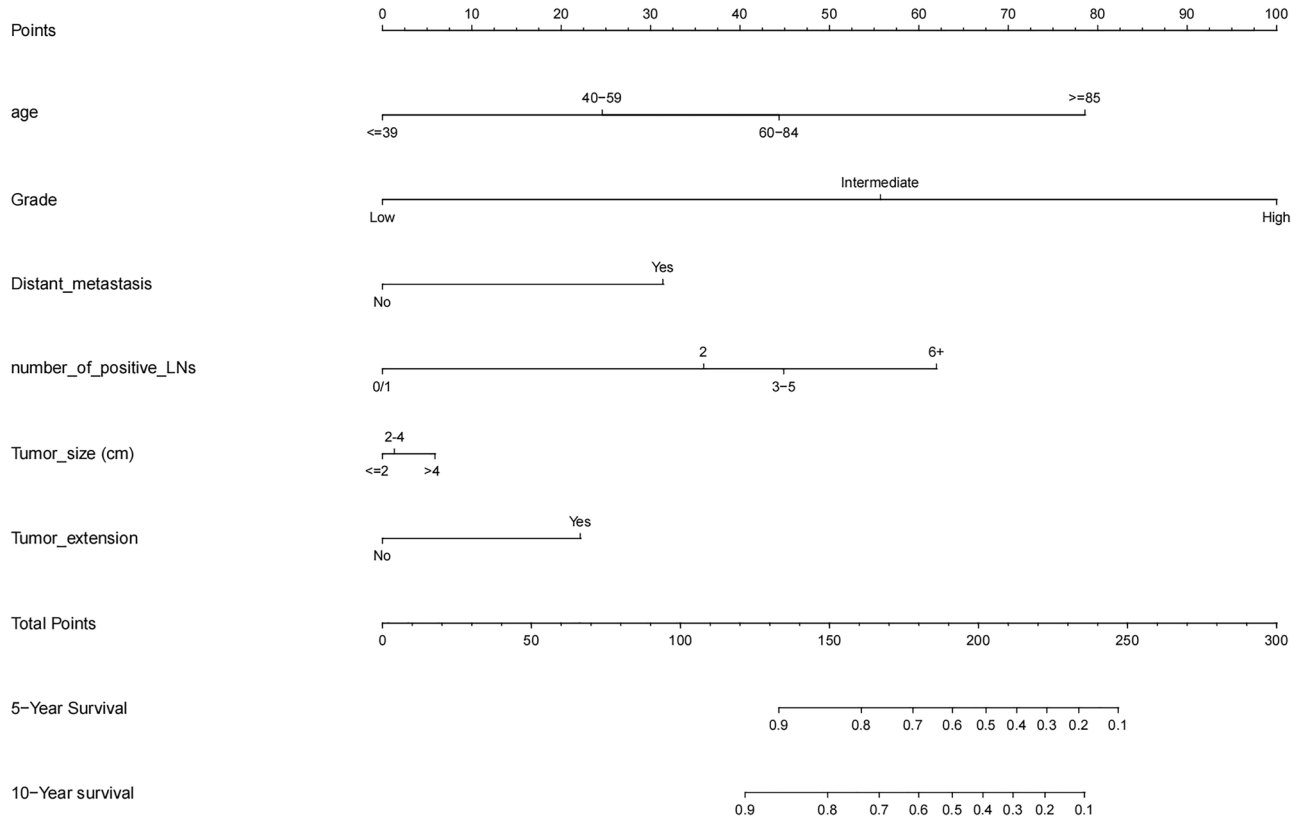 0 10 20 30 40 50 60 70 80 90 100
Points
40−59 >=85
age
<=39 60−84
Intermediate
Grade
Low High
Yes
Distant_metastasis
No
2 6+
number_of_positive_LNs
0/1 3−5
2-4
Tumor_size (cm)
<=2 >4
Yes
Tumor_extension
No
Total Points
0 50 100 150 200 250 300
5−Year Survival
0.9 0.8 0.7 0.6 0.5 0.4 0.3 0.2 0.1
10−Year survival
0.9 0.8 0.7 0.6 0.5 0.4 0.3 0.2 0.1